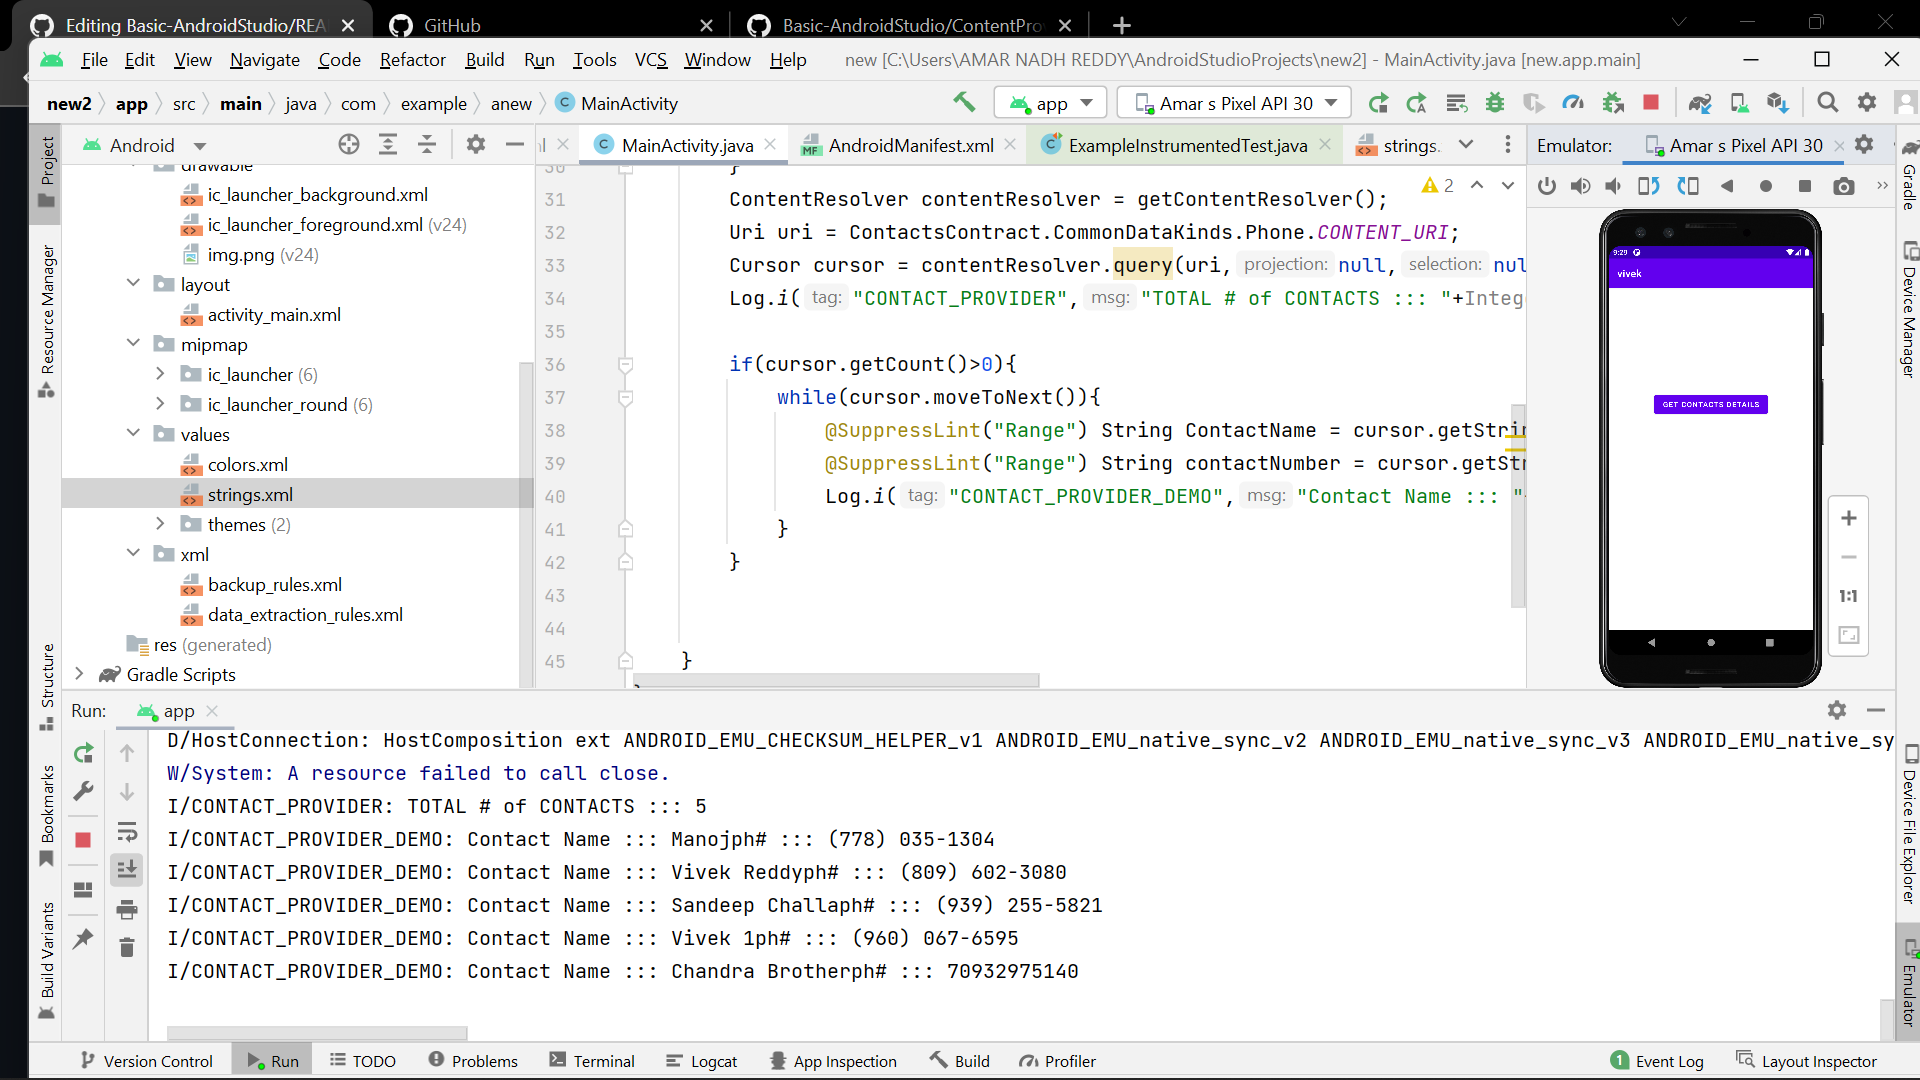 Editing Basic-AndroidStudio/REA
GitHub
Basic-AndroidStudio/ContentPro
File Edit View Navigate Code Refactor Build Run Tools VCS Window Help new [C:\Users\AMAR NADH REDDY\AndroidStudioProjects\new2] - MainActivity.java [new.app.main]
new2 app src main java com example anew MainActivity
app
Amar s Pixel API 30
Project
Resource Manager
Structure
Bookmarks
Build Variants
Android
drawable
ic_launcher_background.xml
ic_launcher_foreground.xml (v24)
img.png (v24)
layout
activity_main.xml
mipmap
ic_launcher (6)
ic_launcher_round (6)
values
colors.xml
strings.xml
themes (2)
xml
backup_rules.xml
data_extraction_rules.xml
res (generated)
Gradle Scripts
MainActivity.java
AndroidManifest.xml
ExampleInstrumentedTest.java
strings.
2
30 }
31 ContentResolver contentResolver = getContentResolver();
32 Uri uri = ContactsContract.CommonDataKinds.Phone.CONTENT_URI;
33 Cursor cursor = contentResolver.query(uri, projection: null, selection: nul
34 Log.i( tag: "CONTACT_PROVIDER", msg: "TOTAL # of CONTACTS ::: "+Integ
35
36 if(cursor.getCount()>0){
37 while(cursor.moveToNext()){
38 @SuppressLint("Range") String ContactName = cursor.getStrin
39 @SuppressLint("Range") String contactNumber = cursor.getStr
40 Log.i( tag: "CONTACT_PROVIDER_DEMO", msg: "Contact Name ::: "
41 }
42 }
43
44
45 }
Emulator: Amar s Pixel API 30
9:29
vivek
GET CONTACTS DETAILS
1:1
Gradle
Device Manager
Device File Explorer
Emulator
Run: app
D/HostConnection: HostComposition ext ANDROID_EMU_CHECKSUM_HELPER_v1 ANDROID_EMU_native_sync_v2 ANDROID_EMU_native_sync_v3 ANDROID_EMU_native_sy
W/System: A resource failed to call close.
I/CONTACT_PROVIDER: TOTAL # of CONTACTS ::: 5
I/CONTACT_PROVIDER_DEMO: Contact Name ::: Manojph# ::: (778) 035-1304
I/CONTACT_PROVIDER_DEMO: Contact Name ::: Vivek Reddyph# ::: (809) 602-3080
I/CONTACT_PROVIDER_DEMO: Contact Name ::: Sandeep Challaph# ::: (939) 255-5821
I/CONTACT_PROVIDER_DEMO: Contact Name ::: Vivek 1ph# ::: (960) 067-6595
I/CONTACT_PROVIDER_DEMO: Contact Name ::: Chandra Brotherph# ::: 70932975140
Version Control Run TODO Problems Terminal Logcat App Inspection Build Profiler 1 Event Log Layout Inspector